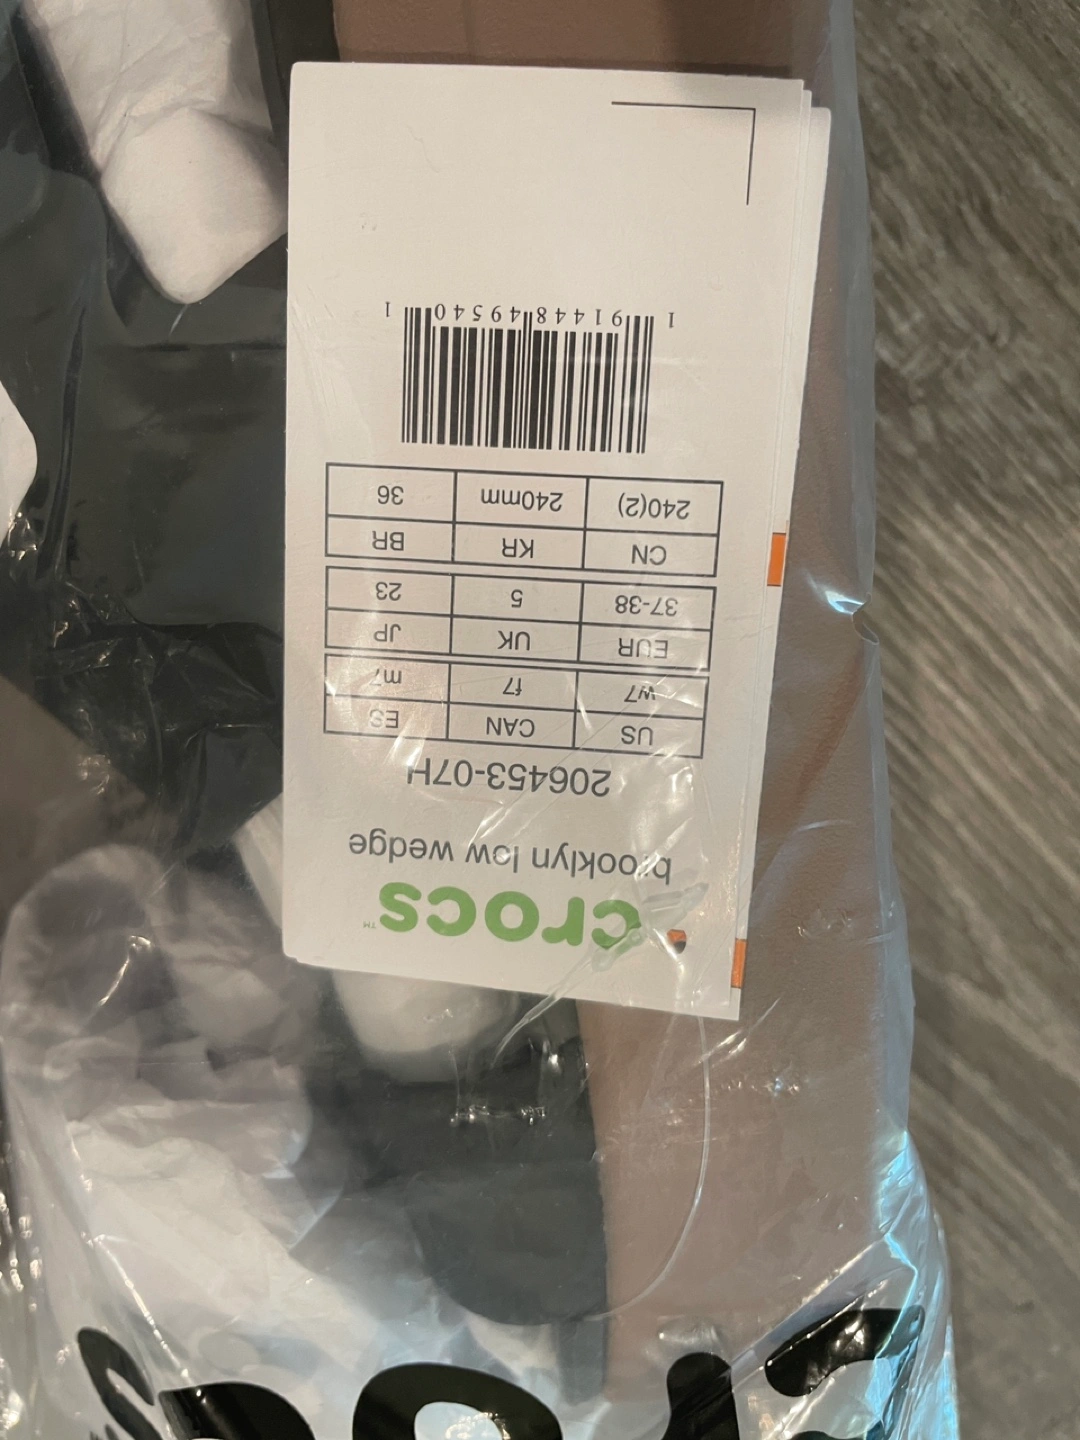 crocs™
brooklyn low wedge
206453-07H
US CAN ES
w7 f7 m7
EUR UK JP
37-38 5 23
CN KR BR
240(2) 240mm 36
1 91448 49540 1
crocs